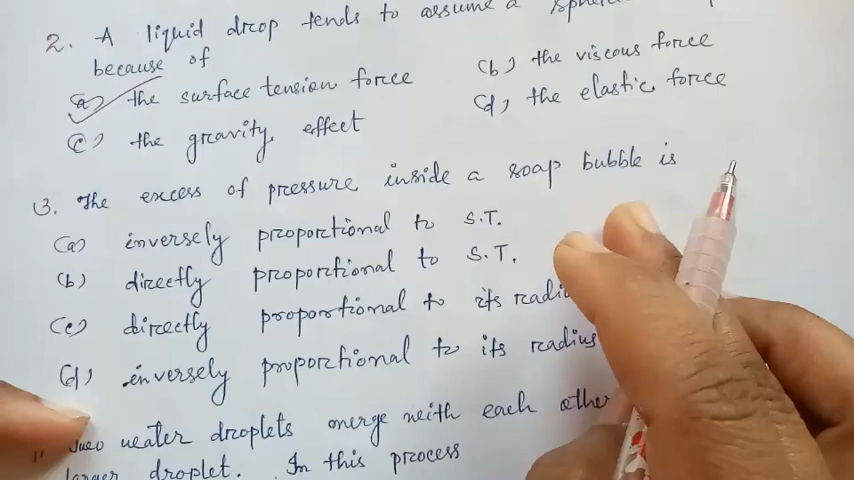 2. A liquid drop tends to assume a
because of
(a) the surface tension force
(b) the viscous force
(c) the gravity effect
(d) the elastic force
3. The excess of pressure inside a soap bubble is
(a) inversely proportional to S.T.
(b) directly proportional to S.T.
(c) directly proportional to its radius
(d) inversely proportional to its radius
water droplets merge with each other
larger droplet. In this process